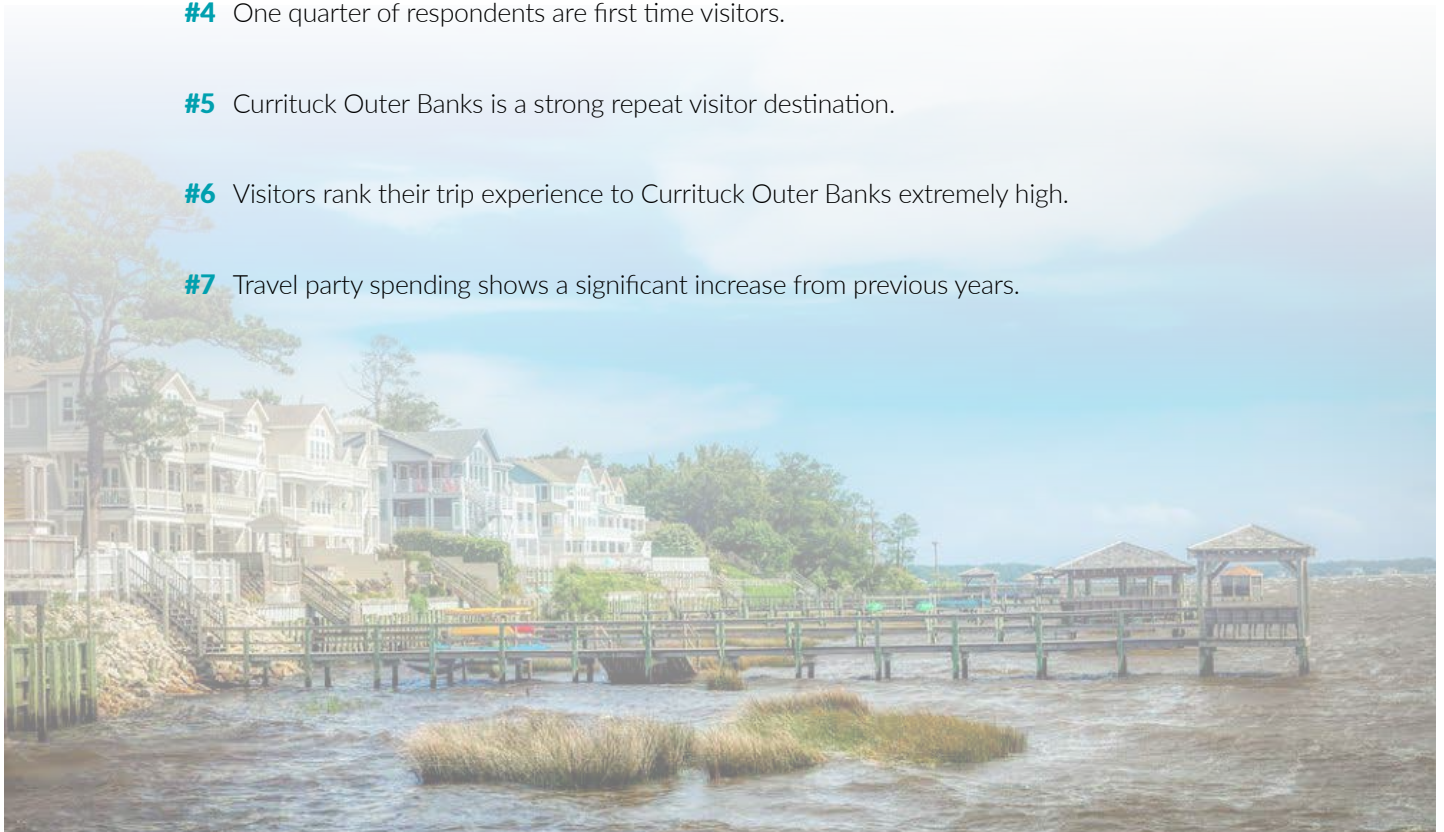 #4 One quarter of respondents are first time visitors.
#5 Currituck Outer Banks is a strong repeat visitor destination.
#6 Visitors rank their trip experience to Currituck Outer Banks extremely high.
#7 Travel party spending shows a significant increase from previous years.